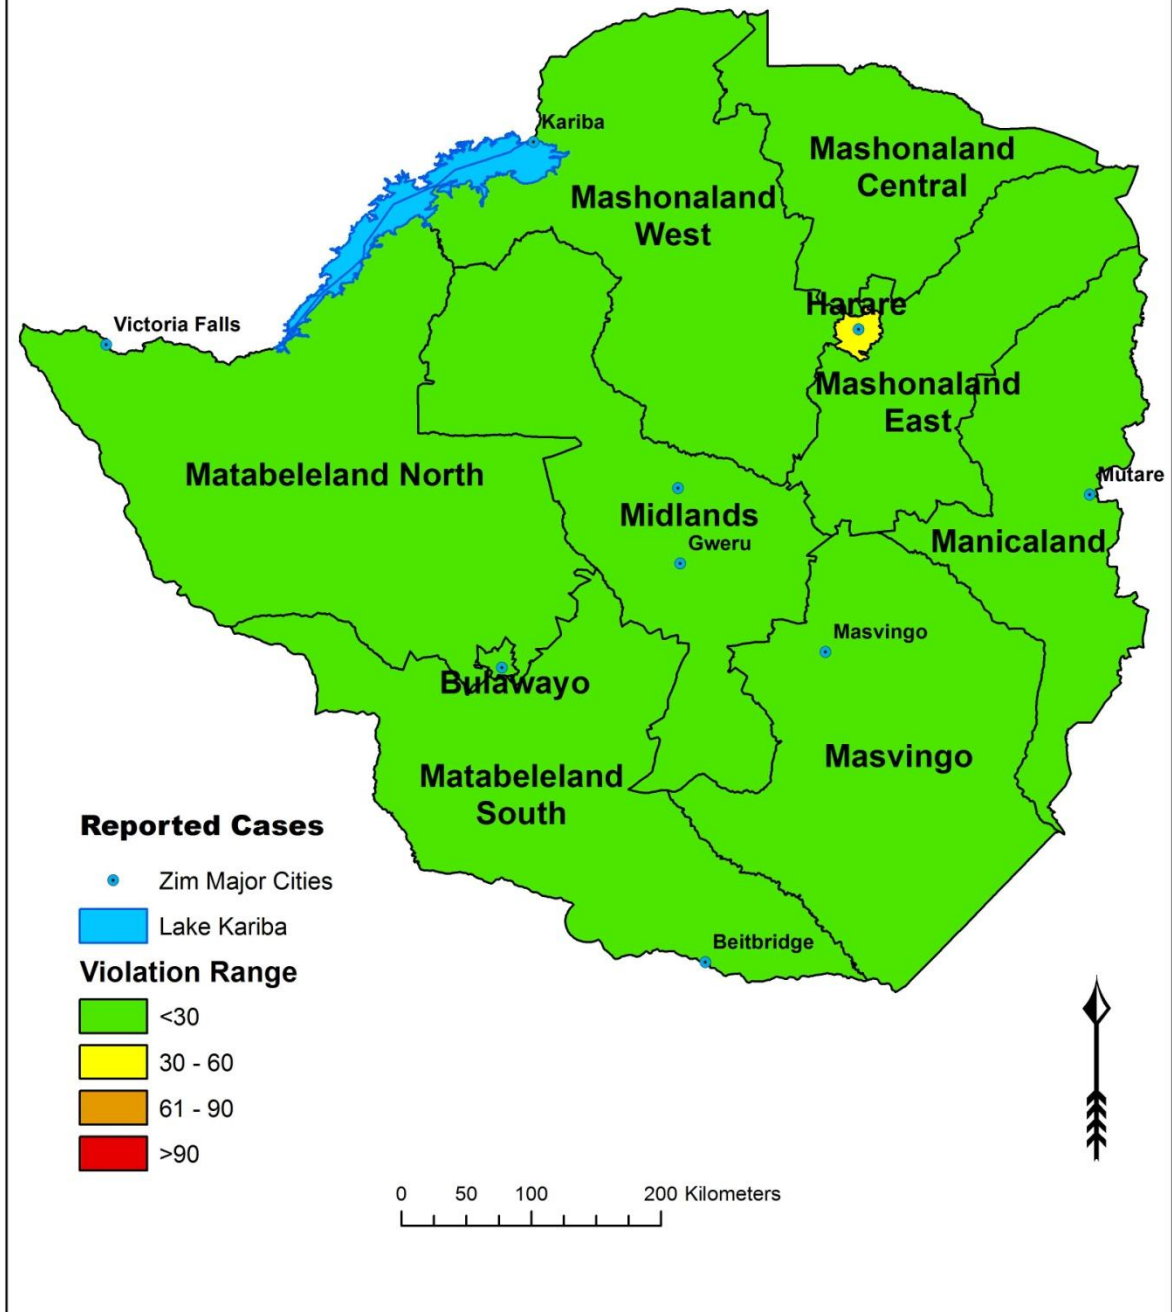 Kariba
Mashonaland
Central
Mashonaland
West
Harare
Victoria Falls
Mashonaland
East
Matabeleland North
Mutare
Midlands
Gweru
Manicaland
Masvingo
Bulawayo
Masvingo
Matabeleland
South
Beitbridge
Reported Cases
Zim Major Cities
Lake Kariba
Violation Range
<30
30 - 60
61 - 90
>90
0 50 100 200 Kilometers